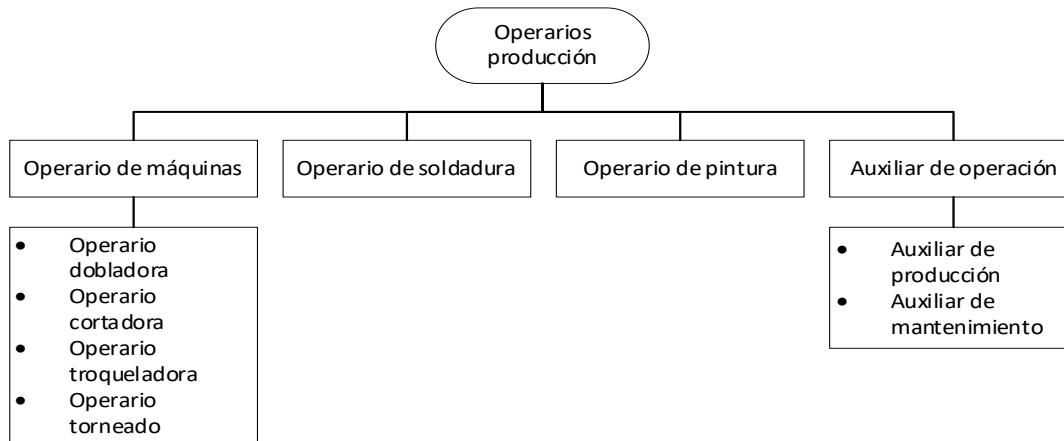 Operarios
producción
Operario de máquinas
Operario de soldadura
Operario de pintura
Auxiliar de operación
• Operario
dobladora
• Operario
cortadora
• Operario
troqueladora
• Operario
torneado
• Auxiliar de
producción
• Auxiliar de
mantenimiento